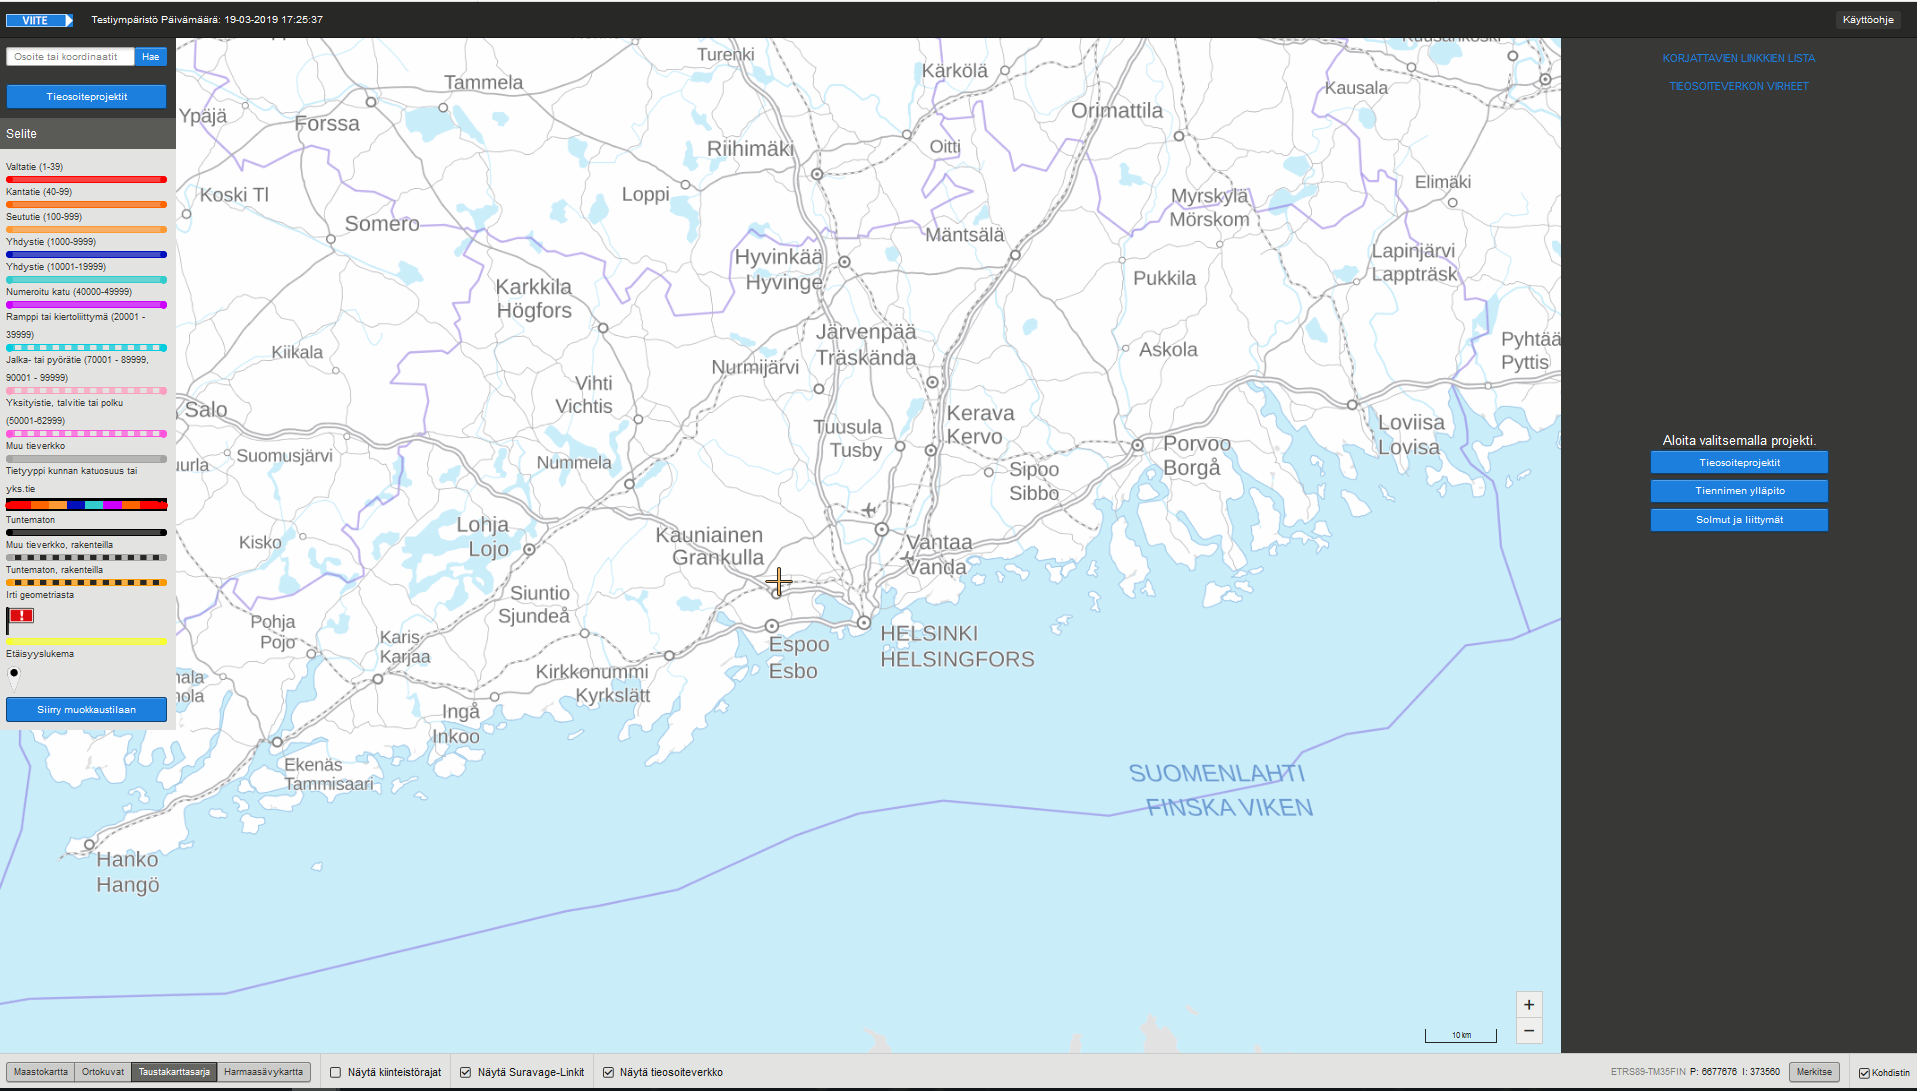 VIITE
Testiympäristö Päivämäärä: 19-03-2019 17:25:37
Käyttöohje
Osoite tai koordinaatit
Hae
Tieosoiteprojektit
Selite
Valtatie (1-39)
Kantatie (40-99)
Seututie (100-999)
Yhdystie (1000-9999)
Yhdystie (10001-19999)
Numeroitu katu (40000-49999)
Ramppi tai kiertoliittymä (20001 -
39999)
Jalka- tai pyörätie (70001 - 89999,
90001 - 99999)
Yksityistie, talvitie tai polku
(50001-62999)
Muu tieverkko
Tietyyppi kunnan katuosuus tai
yks.tie
Tuntematon
Muu tieverkko, rakenteilla
Tuntematon, rakenteilla
Irti geometriasta
!
Etäisyyslukema
Siirry muokkaustilaan
Turenki
Tammela
Kärkölä
Kausala
Ypäjä
Forssa
Orimattila
Riihimäki
Oitti
Koski Tl
Loppi
Elimäki
Myrskylä
Mörskom
Somero
Mäntsälä
Hyvinkää
Hyvinge
Lapinjärvi
Lappträsk
Karkkila
Högfors
Pukkila
Järvenpää
Träskända
Kiikala
Askola
Pyhtää
Pyttis
Nurmijärvi
Vihti
Vichtis
Salo
Kerava
Kervo
Tuusula
Tusby
Loviisa
Lovisa
Porvoo
Borgå
Suomusjärvi
Nummela
Sipoo
Sibbo
Lohja
Lojo
Kauniainen
Grankulla
Kisko
Vantaa
Vanda
Siuntio
Sjundeå
Pohja
Pojo
Karis
Karjaa
HELSINKI
HELSINGFORS
Espoo
Esbo
Kirkkonummi
Kyrkslätt
Ingå
Inkoo
Ekenäs
Tammisaari
SUOMENLAHTI
FINSKA VIKEN
Hanko
Hangö
KORJATTAVIEN LINKKIEN LISTA
TIEOSOITEVERKON VIRHEET
Aloita valitsemalla projekti.
Tieosoiteprojektit
Tiennimen ylläpito
Solmut ja liittymät
+
−
10 km
Maastokartta Ortokuvat Taustakarttasarja Harmaasävykartta
Näytä kiinteistörajat
Näytä Suravage-Linkit
Näytä tieosoiteverkko
ETRS89-TM35FIN P: 6677676 I: 373560
Merkitse
Kohdistin